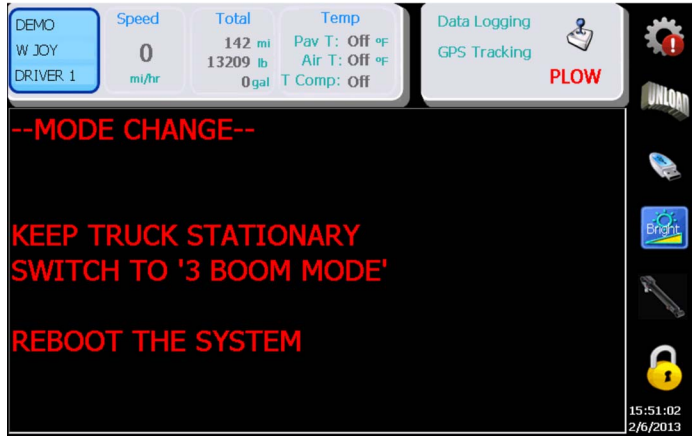 DEMO
W JOY
DRIVER 1
Speed
0
mi/hr
Total
142 mi
13209 lb
0 gal
Temp
Pav T: Off ºF
Air T: Off ºF
T Comp: Off
Data Logging
GPS Tracking
PLOW
UNLOAD
--MODE CHANGE--
KEEP TRUCK STATIONARY
SWITCH TO '3 BOOM MODE'
REBOOT THE SYSTEM
Bright
15:51:02
2/6/2013